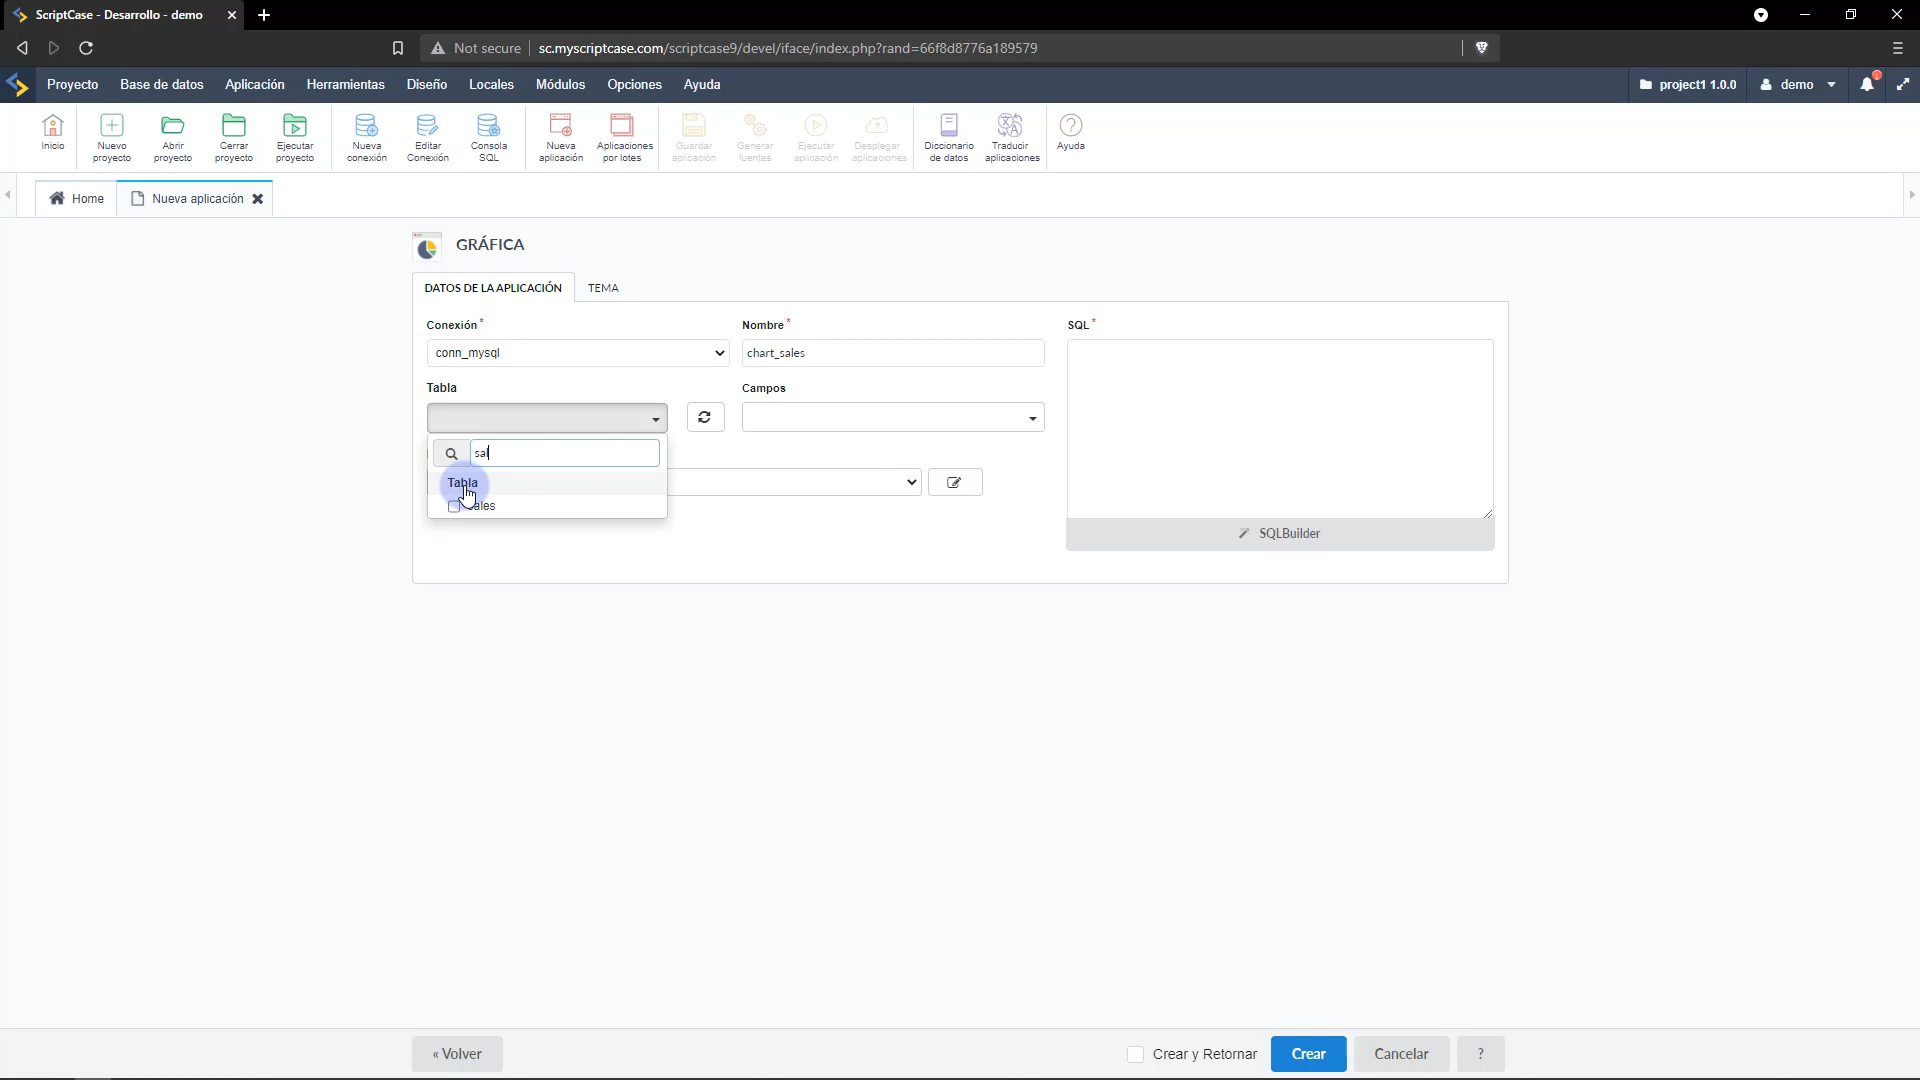 ScriptCase - Desarrollo - demo
Not secure sc.myscriptcase.com/scriptcase9/devel/iface/index.php?rand=66f8d8776a189579
Proyecto Base de datos Aplicación Herramientas Diseño Locales Módulos Opciones Ayuda project1 1.0.0 demo
Inicio
Nuevo proyecto
Abrir proyecto
Cerrar proyecto
Ejecutar proyecto
Nueva conexión
Editar Conexión
Consola SQL
Nueva aplicación
Aplicaciones por lotes
Guardar aplicación
Generar fuentes
Ejecutar aplicación
Desplegar aplicaciones
Diccionario de datos
Traducir aplicaciones
Ayuda
Home Nueva aplicación
GRÁFICA
DATOS DE LA APLICACIÓN TEMA
Conexión * Nombre * SQL *
conn_mysql chart_sales
Tabla Campos
sal
Tabla
SQLBuilder
« Volver Crear y Retornar Crear Cancelar ?